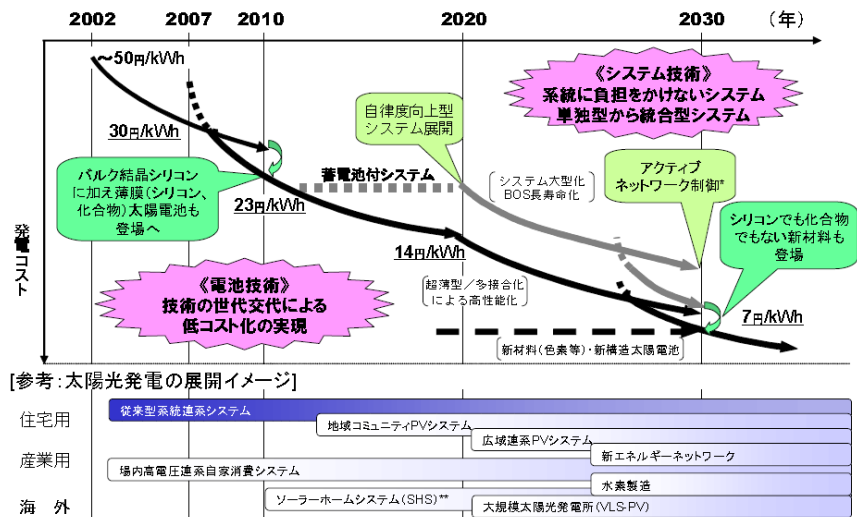 2002 2007 2010 2020 2030 (年)
～50円/kWh
30円/kWh
バルク結晶シリコン
に加え薄膜(シリコン、
化合物)太陽電池も
登場へ
23円/kWh
蓄電池付システム
自律度向上型
システム展開
《システム技術》
系統に負担をかけないシステム
単独型から統合型システム
システム大型化
BOS長寿命化
アクティブ
ネットワーク制御*
シリコンでも化合物
でもない新材料も
登場
14円/kWh
発電コスト
《電池技術》
技術の世代交代による
低コスト化の実現
超薄型/多接合化
による高性能化
7円/kWh
新材料(色素等)・新構造太陽電池
[参考:太陽光発電の展開イメージ]
住宅用
従来型系統連系システム
地域コミュニティPVシステム
広域連系PVシステム
産業用
新エネルギーネットワーク
場内高電圧連系自家消費システム
水素製造
海 外
ソーラーホームシステム(SHS)**
大規模太陽光発電所(VLS-PV)